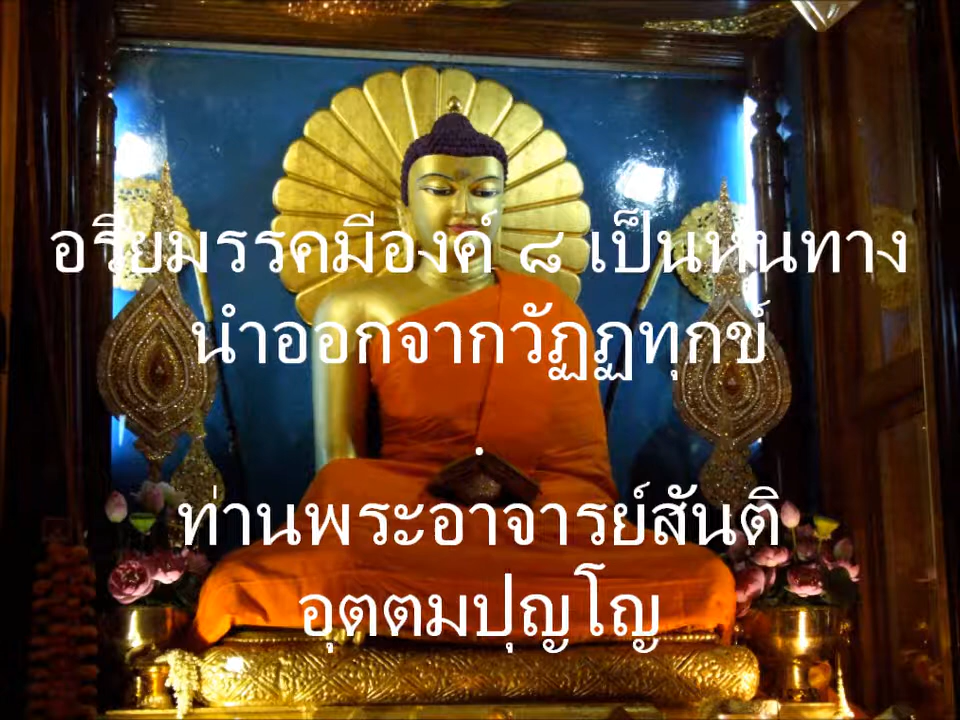 อริยมรรคมีองค์ ๘ เป็นหนทาง
นำออกจากวัฏฏทุกข์
.
ท่านพระอาจารย์สันติ
อุตตมปุญโญ